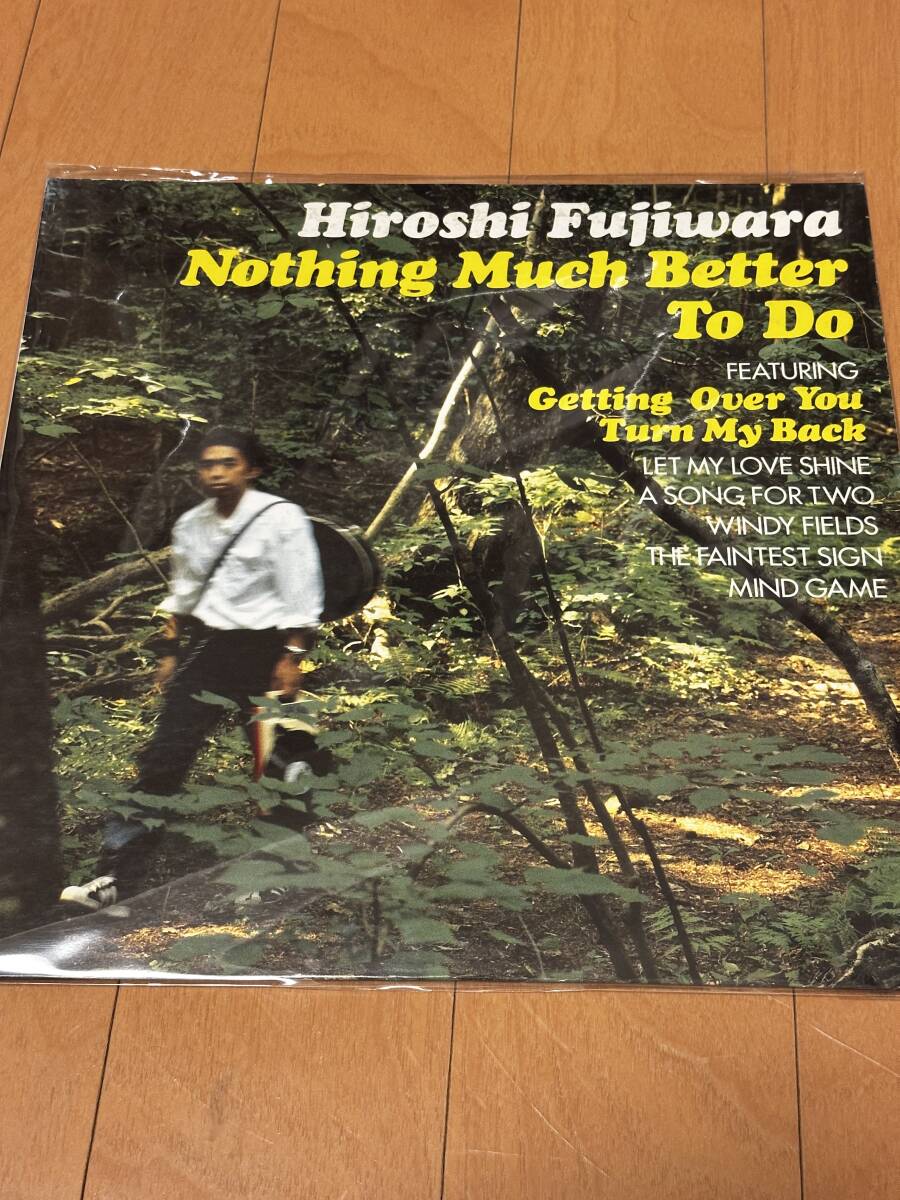 Hiroshi Fujiwara
Nothing Much Better
To Do
FEATURING
Getting Over You
Turn My Back
LET MY LOVE SHINE
A SONG FOR TWO
WINDY FIELDS
THE FAINTEST SIGN
MIND GAME